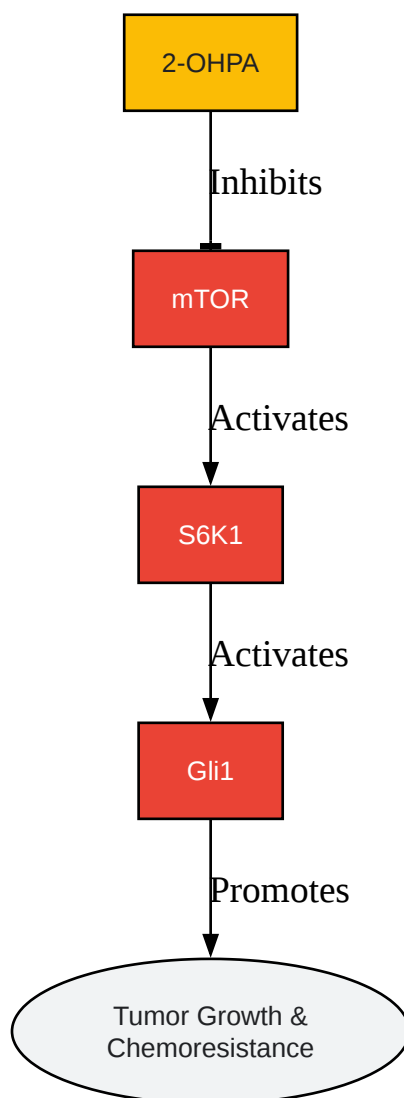 2-OHPA
Inhibits
mTOR
Activates
S6K1
Activates
Gli1
Promotes
Tumor Growth &
Chemoresistance